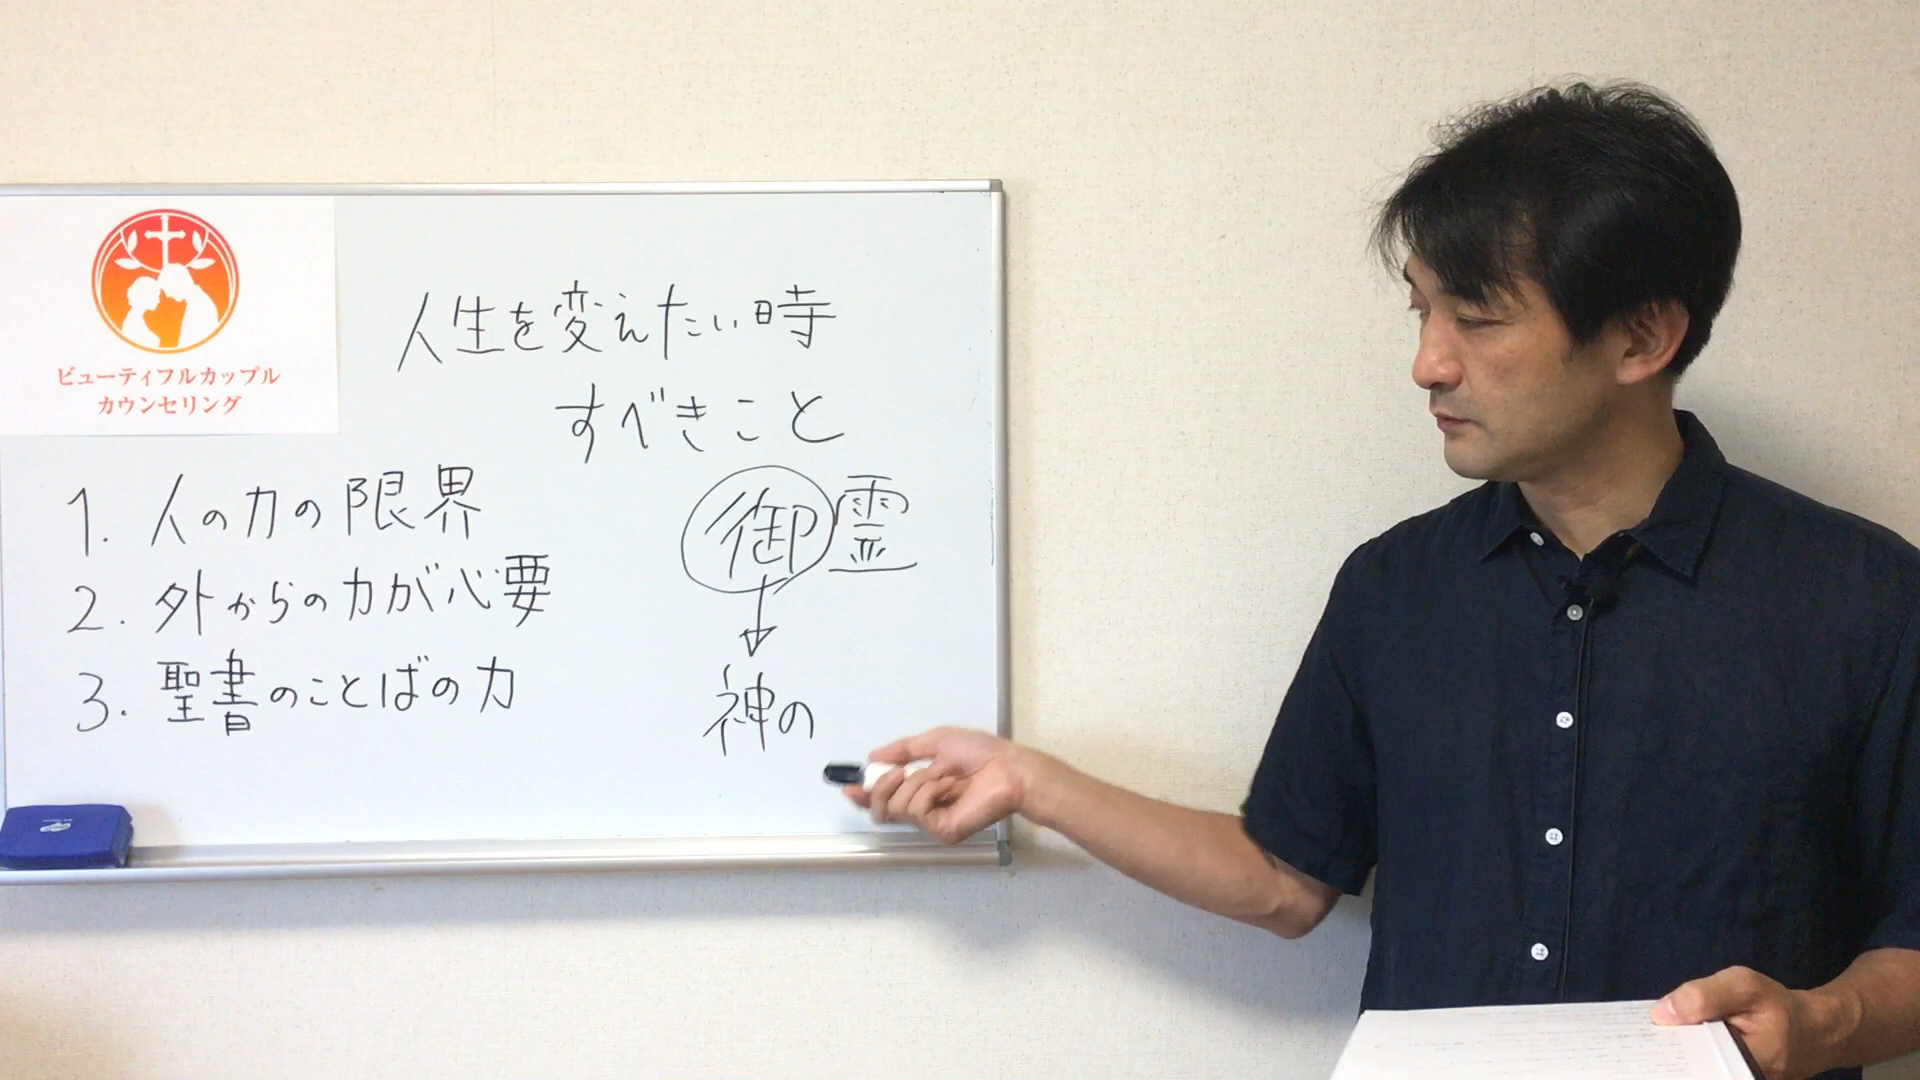 ビューティフルカップル
カウンセリング
人生を変えたい時
すべきこと
1. 人の力の限界
2. 外からの力が必要
3. 聖書のことばの力
御霊
↓
神の